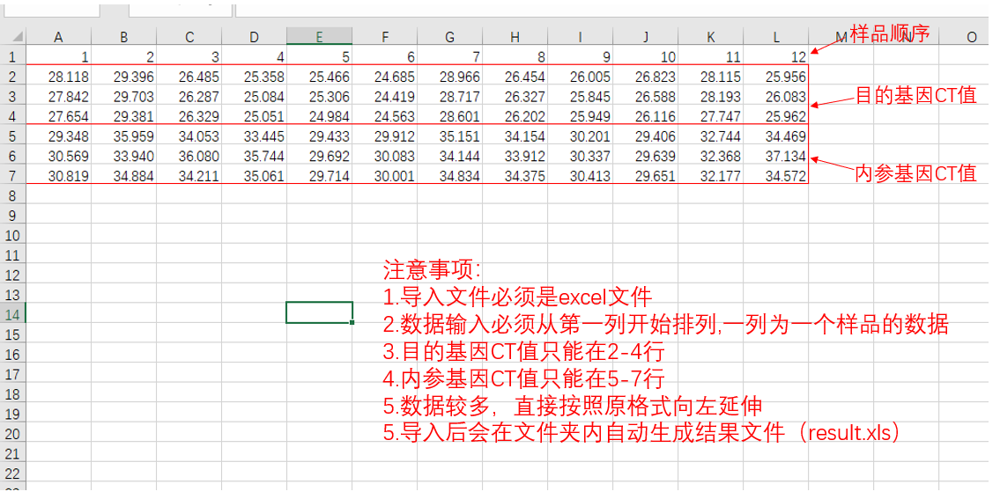 A B C D E F G H I J K L M N O
样品顺序
1 1 2 3 4 5 6 7 8 9 10 11 12
2 28.118 29.396 26.485 25.358 25.466 24.685 28.966 26.454 26.005 26.823 28.115 25.956
3 27.842 29.703 26.287 25.084 25.306 24.419 28.717 26.327 25.845 26.588 28.193 26.083
目的基因CT值
4 27.654 29.381 26.329 25.051 24.984 24.563 28.601 26.202 25.949 26.116 27.747 25.962
5 29.348 35.959 34.053 33.445 29.433 29.912 35.151 34.154 30.201 29.406 32.744 34.469
6 30.569 33.940 36.080 35.744 29.692 30.083 34.144 33.912 30.337 29.639 32.368 37.134
7 30.819 34.884 34.211 35.061 29.714 30.001 34.834 34.375 30.413 29.651 32.177 34.572
内参基因CT值
8
9
10
11
12
13
14
15
16
17
18
19
20
21
22
注意事项：
1.导入文件必须是excel文件
2.数据输入必须从第一列开始排列,一列为一个样品的数据
3.目的基因CT值只能在2-4行
4.内参基因CT值只能在5-7行
5.数据较多，直接按照原格式向左延伸
5.导入后会在文件夹内自动生成结果文件（result.xls）